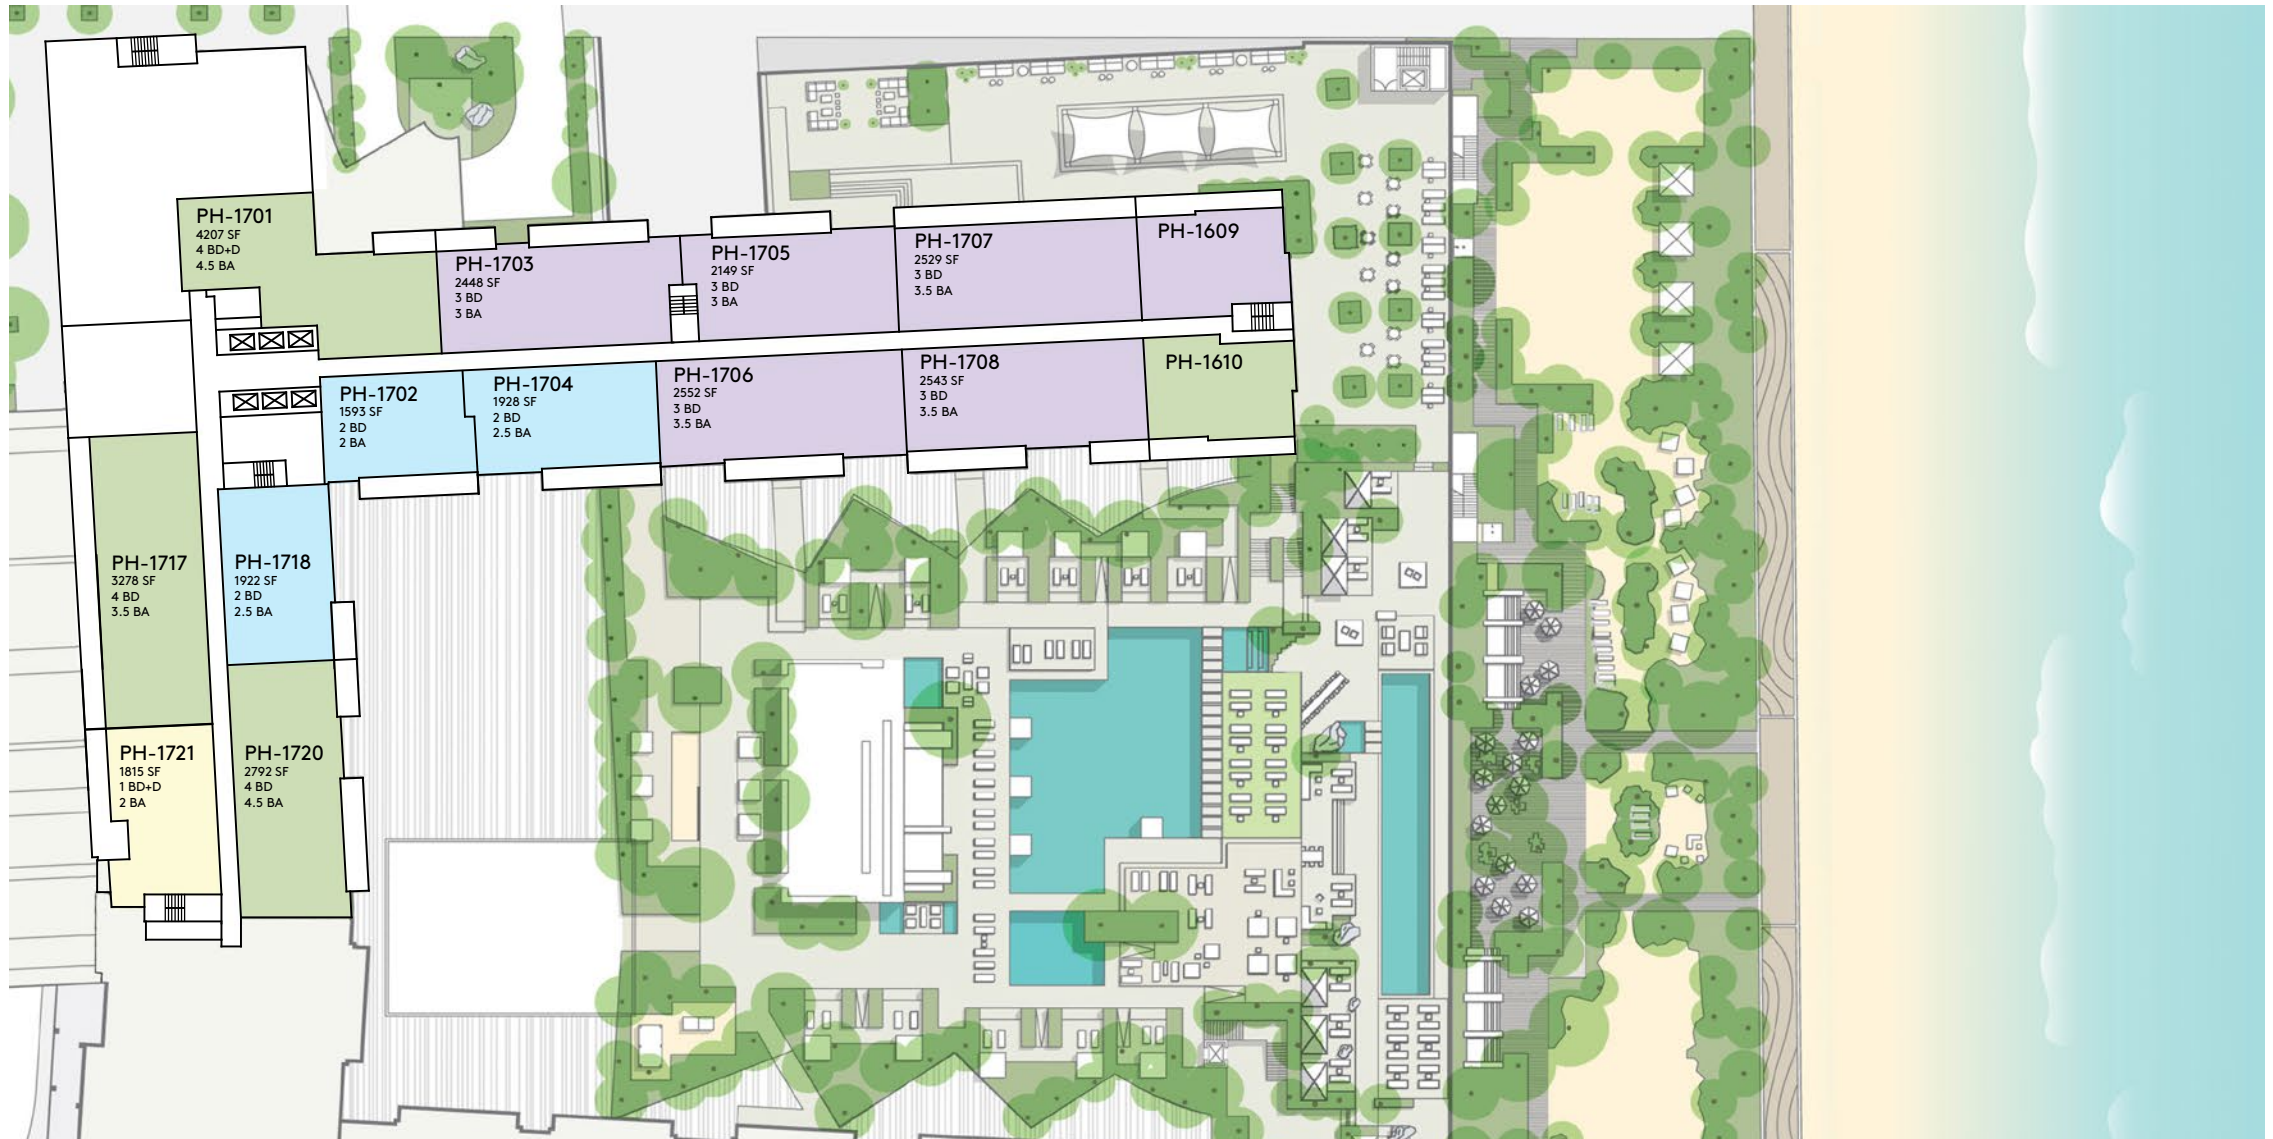 PH-1701
4207 SF
4 BD+D
4.5 BA
PH-1703
2448 SF
3 BD
3 BA
PH-1705
2149 SF
3 BD
3 BA
PH-1707
2529 SF
3 BD
3.5 BA
PH-1609
PH-1702
1593 SF
2 BD
2 BA
PH-1704
1928 SF
2 BD
2.5 BA
PH-1706
2552 SF
3 BD
3.5 BA
PH-1708
2543 SF
3 BD
3.5 BA
PH-1610
PH-1717
3278 SF
4 BD
3.5 BA
PH-1718
1922 SF
2 BD
2.5 BA
PH-1721
1815 SF
1 BD+D
2 BA
PH-1720
2792 SF
4 BD
4.5 BA